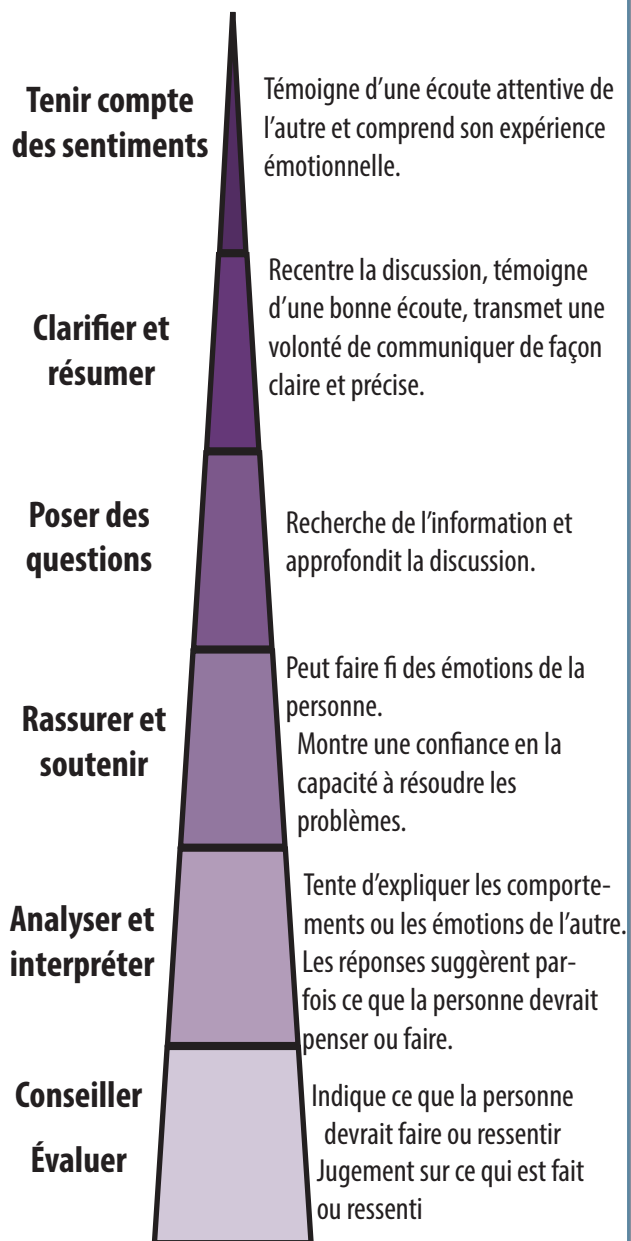 Tenir compte
des sentiments
Témoigne d'une écoute attentive de
l'autre et comprend son expérience
émotionnelle.
Clarifier et
résumer
Recentre la discussion, témoigne
d'une bonne écoute, transmet une
volonté de communiquer de façon
claire et précise.
Poser des
questions
Recherche de l'information et
approfondit la discussion.
Rassurer et
soutenir
Peut faire fi des émotions de la
personne.
Montre une confiance en la
capacité à résoudre les
problèmes.
Analyser et
interpréter
Tente d'expliquer les comporte-
ments ou les émotions de l'autre.
Les réponses suggèrent par-
fois ce que la personne devrait
penser ou faire.
Conseiller
Évaluer
Indique ce que la personne
devrait faire ou ressentir
Jugement sur ce qui est fait
ou ressenti